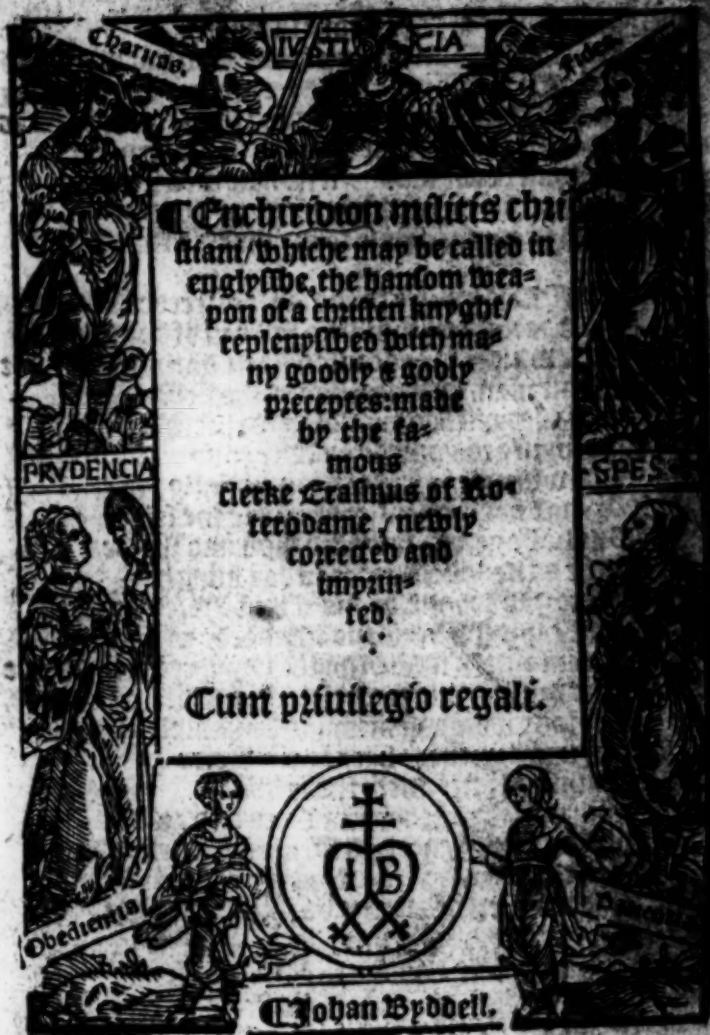 Charitas.
IVSTICIA
Fides
¶Enchiridion militis chri
stiani/whiche may be called in
englysshe, the hansom wea=
pon of a christen knyght/
replenysshed with ma=
ny goodly & godly
preceptes: made
by the fa=
mous
clerke Erasmus of Ro=
terodame, newly
corrected and
imprin=
ted.
Cum priuilegio regali.
PRVDENCIA
SPES
I B
Obediencia
¶Johan Byddell.